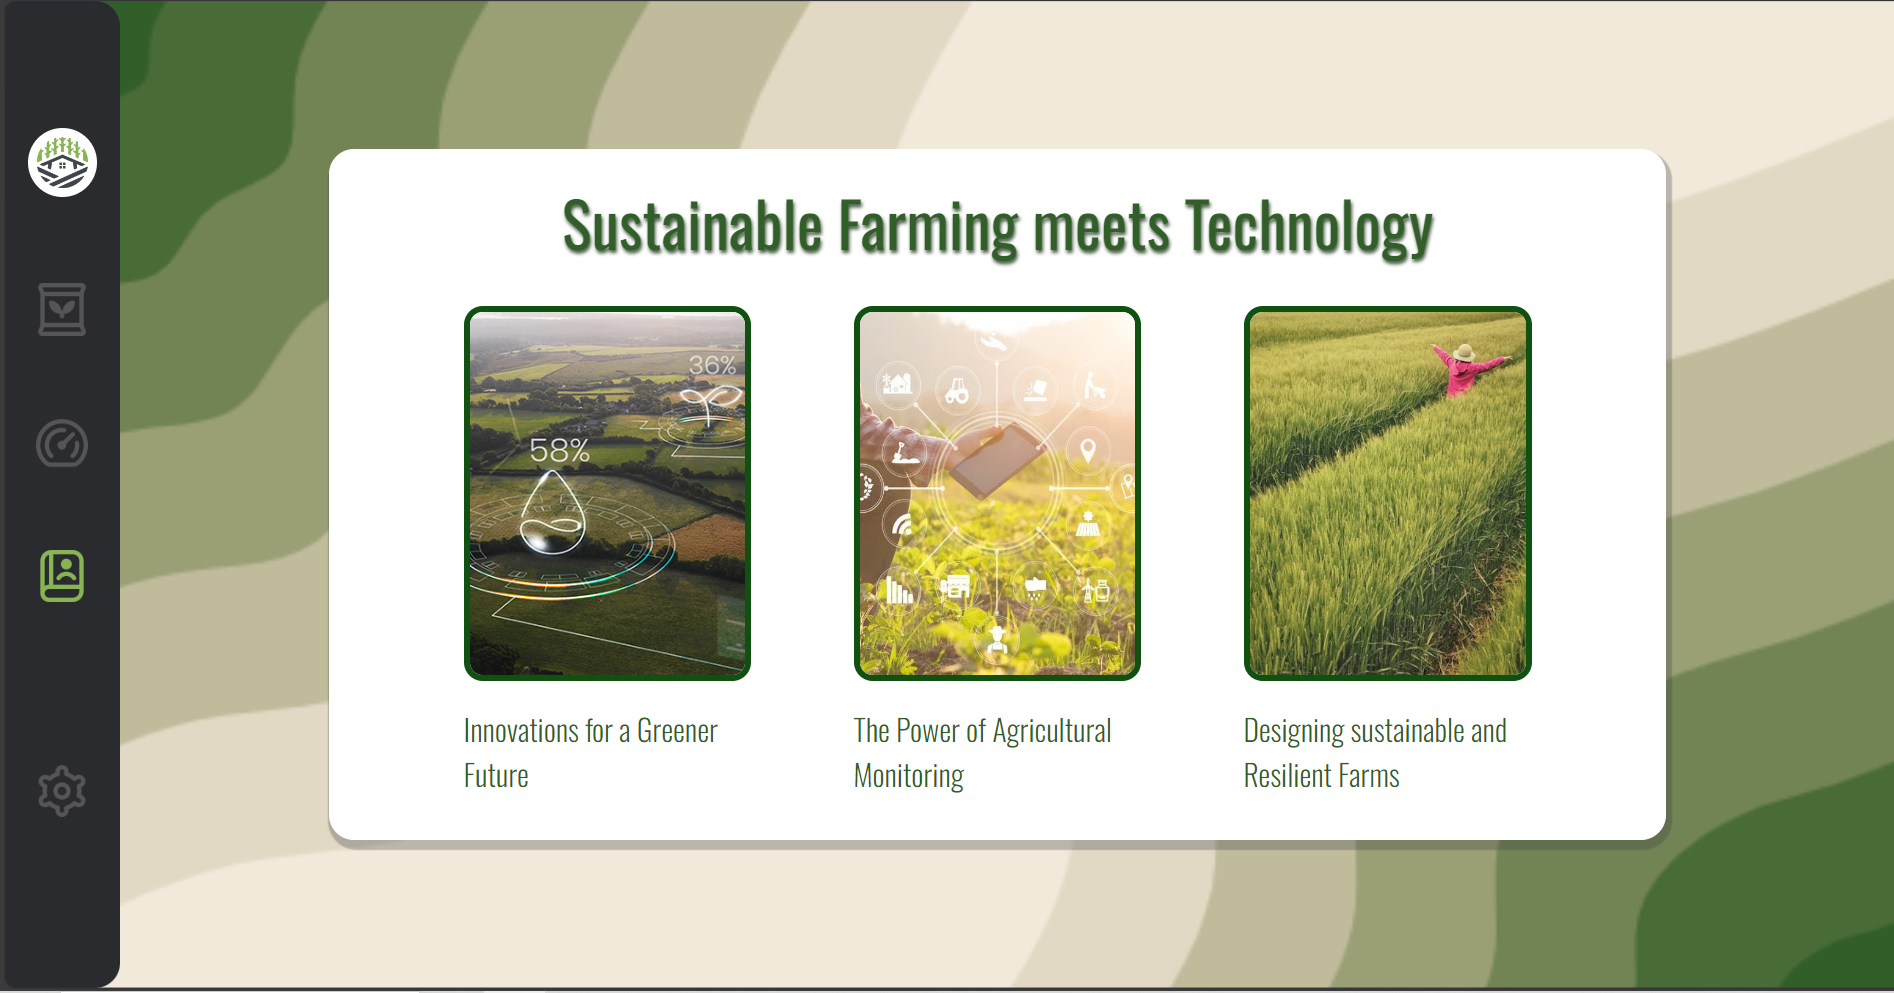 Sustainable Farming meets Technology
36%
58%
Innovations for a Greener
Future
The Power of Agricultural
Monitoring
Designing sustainable and
Resilient Farms